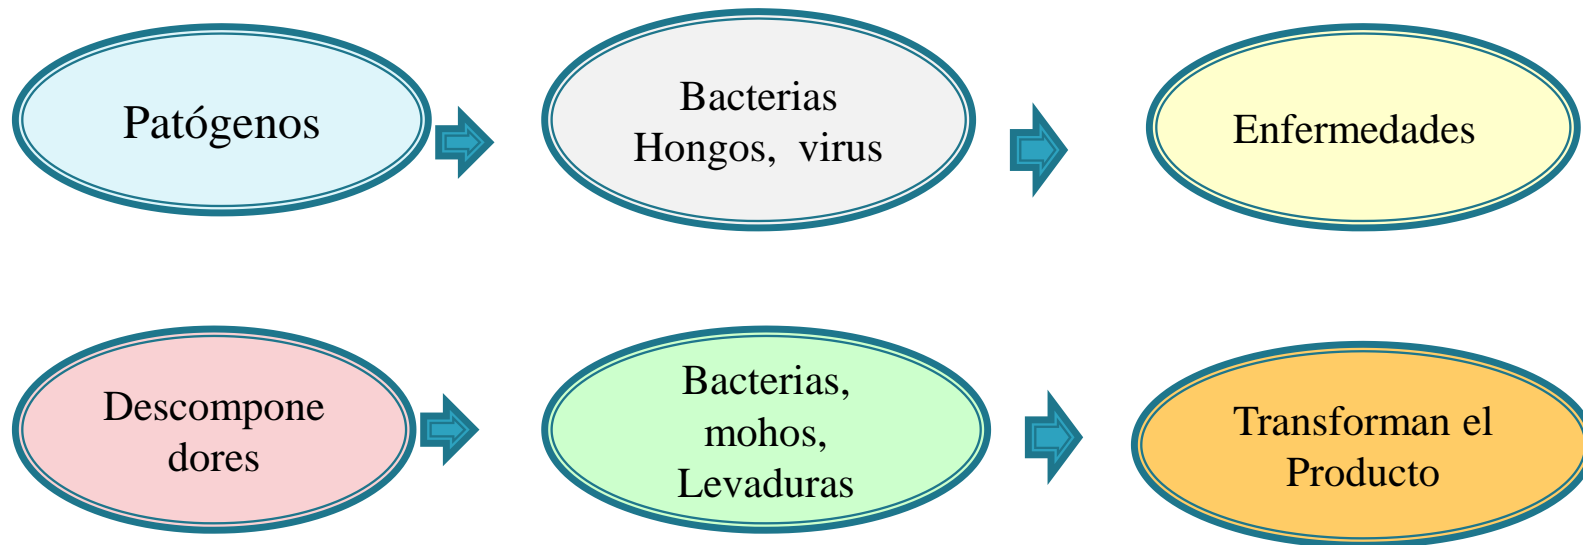 Patógenos
Bacterias
Hongos, virus
Enfermedades
Descompone
dores
Bacterias,
mohos,
Levaduras
Transforman el
Producto